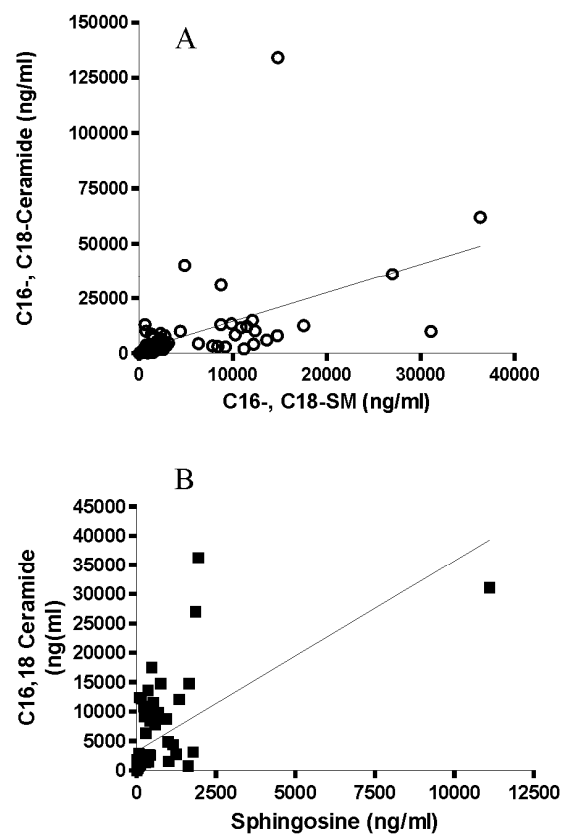 A
C16-, C18-Ceramide (ng/ml)
150000
125000
100000
75000
50000
25000
0
0 10000 20000 30000 40000
C16-, C18-SM (ng/ml)
B
C16,18 Ceramide
(ng(ml)
45000
40000
35000
30000
25000
20000
15000
10000
5000
0
0 2500 5000 7500 10000 12500
Sphingosine (ng/ml)